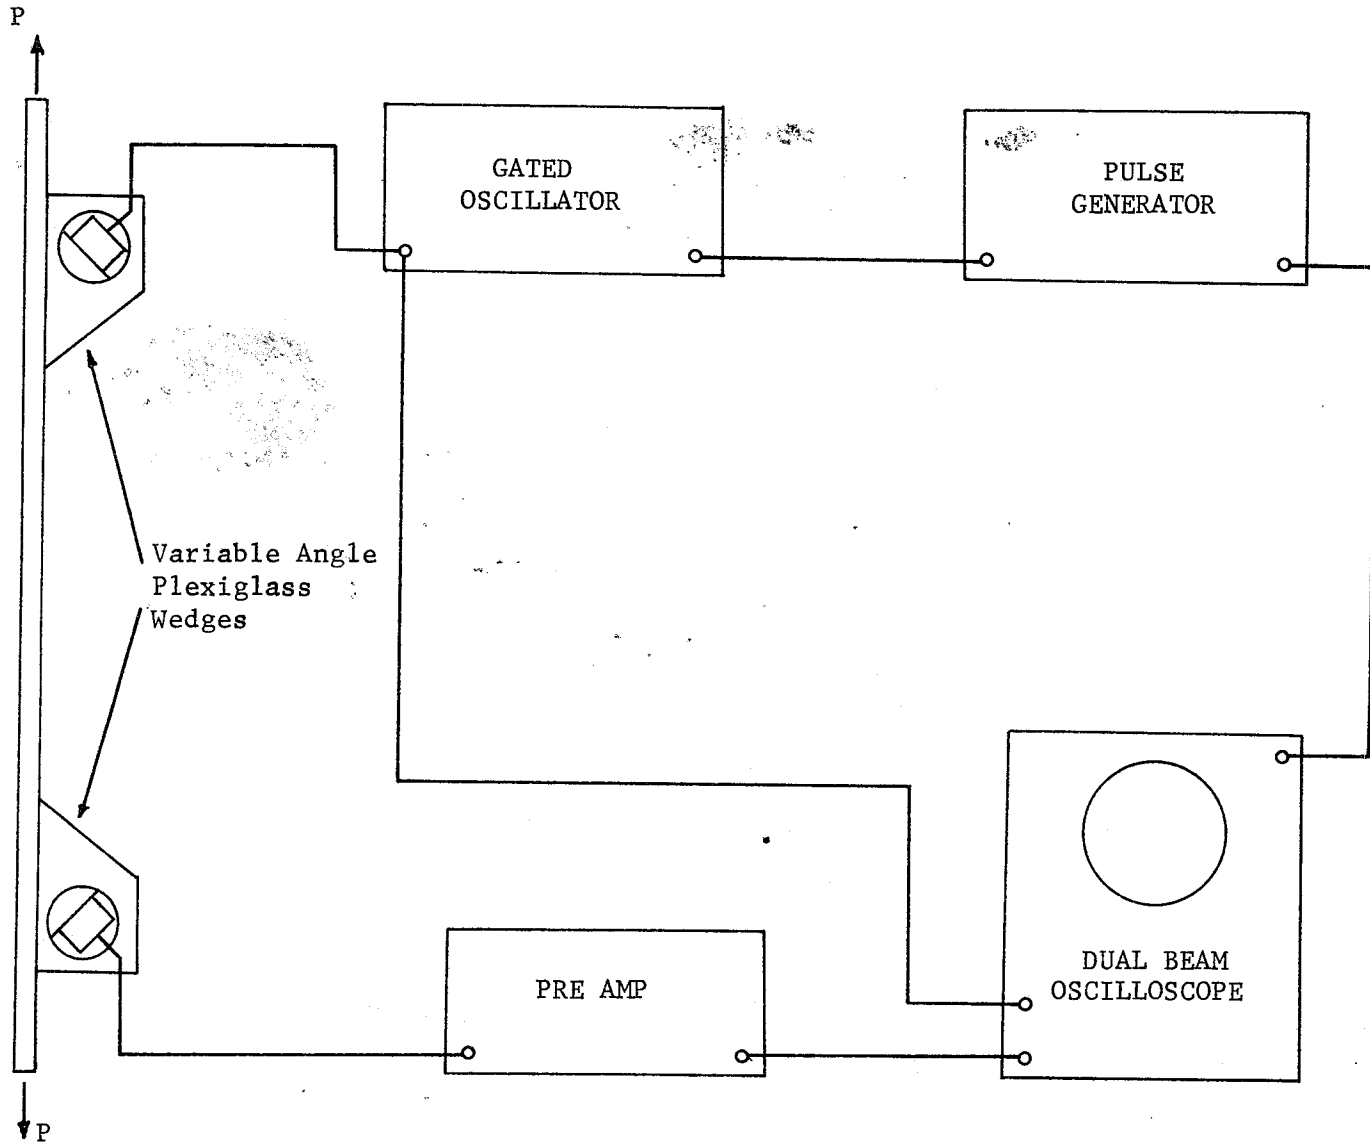 P
GATED
OSCILLATOR
PULSE
GENERATOR
Variable Angle
Plexiglass
Wedges
PRE AMP
DUAL BEAM
OSCILLOSCOPE
P